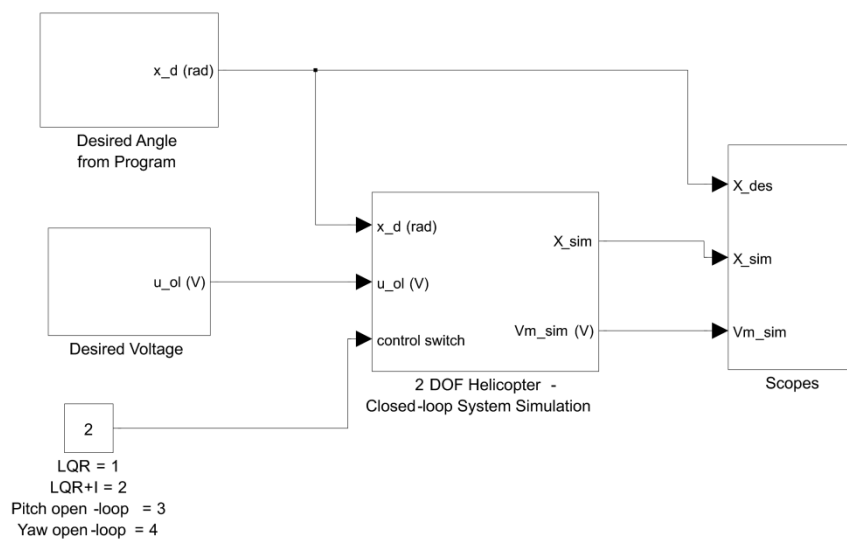 x_d (rad)
Desired Angle
from Program
X_des
x_d (rad)
X_sim
X_sim
u_ol (V)
u_ol (V)
Vm_sim (V)
Vm_sim
control switch
Desired Voltage
2 DOF Helicopter -
Closed-loop System Simulation
Scopes
2
LQR = 1
LQR+I = 2
Pitch open -loop = 3
Yaw open -loop = 4